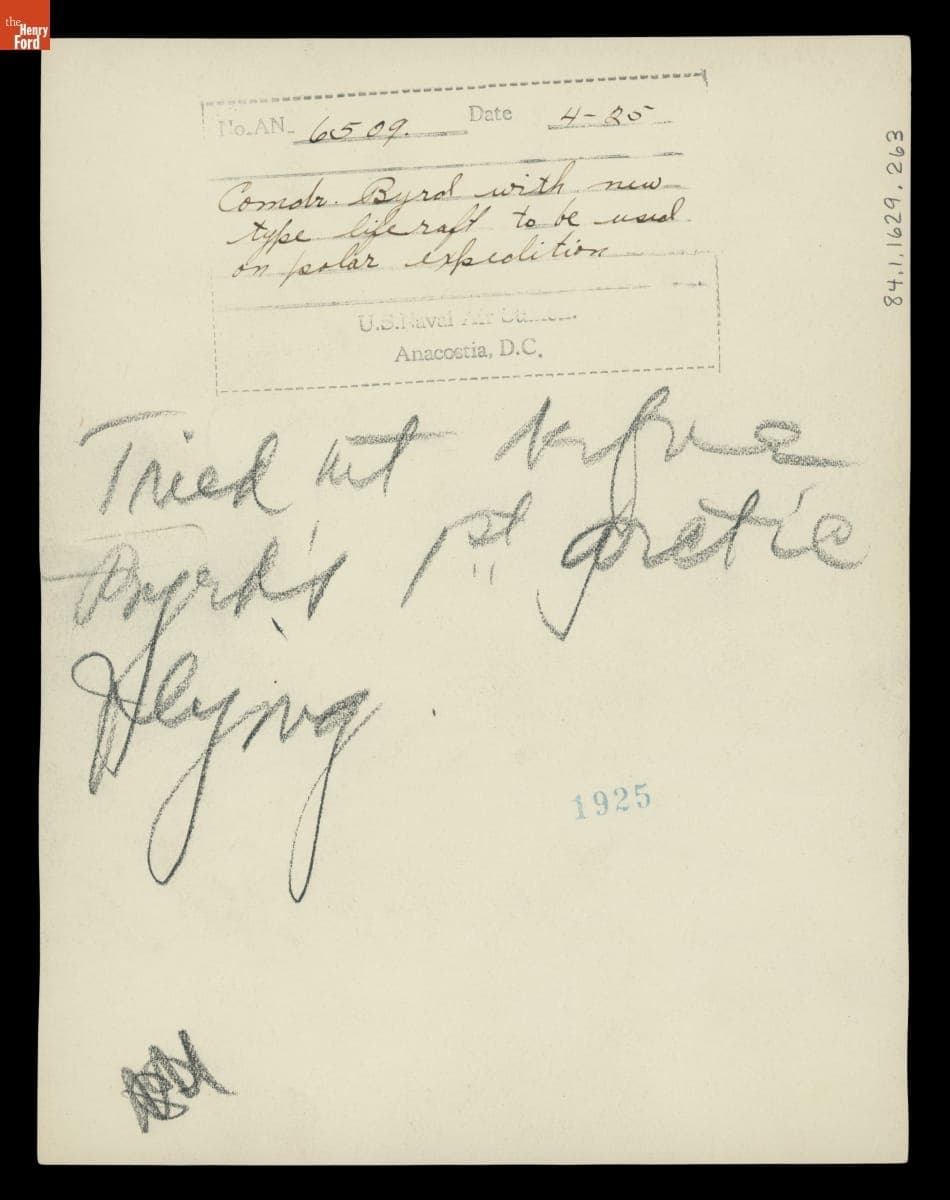 the
Henry
Ford
No. AN- 6509. Date 4-25
Comdr. Byrd with new
type life raft to be used
on polar expedition
U.S. Naval Air Station.
Anacostia, D.C.
Tried out before
Byrd's 1st arctic
flying
1925
84.1.1629.263